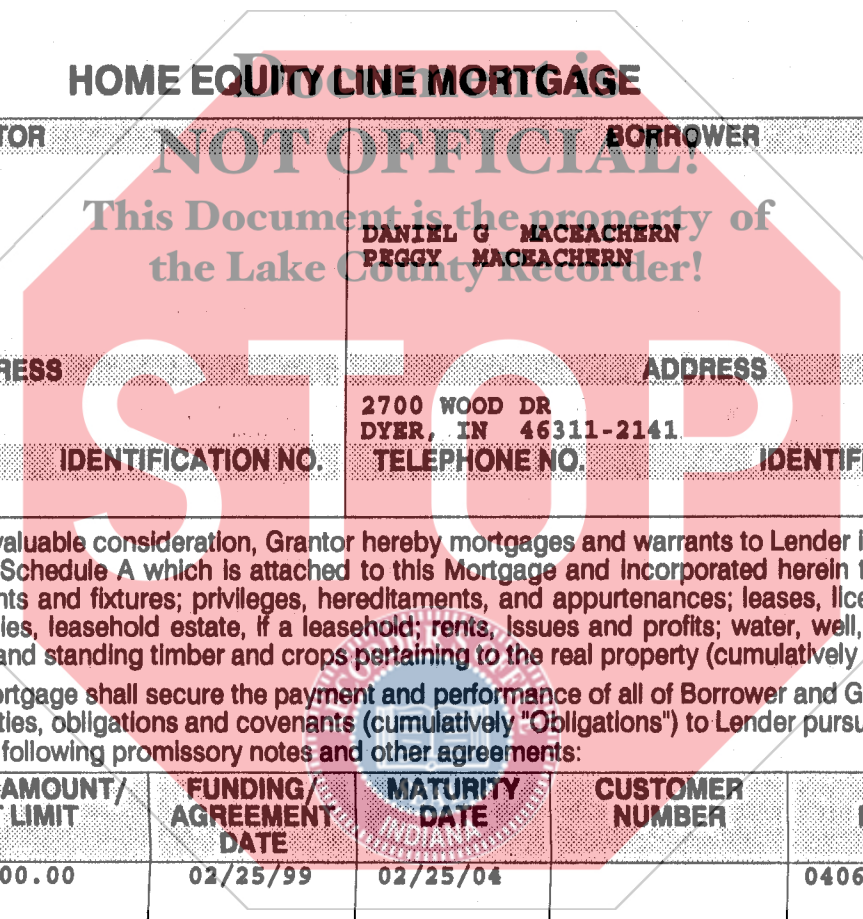 HOME EQUITY LINE MORTGAGE
Document is
NOT OFFICIAL!
This Document is the property of
the Lake County Recorder!
TOR
BORROWER
DANIEL G MACEACHERN
PEGGY MACEACHERN
STOP
RESS
ADDRESS
2700 WOOD DR
DYER, IN 46311-2141
IDENTIFICATION NO.
TELEPHONE NO.
IDENTIF
valuable consideration, Grantor hereby mortgages and warrants to Lender i
Schedule A which is attached to this Mortgage and incorporated herein t
nts and fixtures; privileges, hereditaments, and appurtenances; leases, lice
les, leasehold estate, if a leasehold; rents, issues and profits; water, well,
and standing timber and crops pertaining to the real property (cumulatively
ortgage shall secure the payment and performance of all of Borrower and G
ties, obligations and covenants (cumulatively "Obligations") to Lender pursu
following promissory notes and other agreements:
AMOUNT/
LIMIT
FUNDING/
AGREEMENT
DATE
MATURITY
DATE
CUSTOMER
NUMBER
00.00
02/25/99
02/25/04
0406
INDIANA